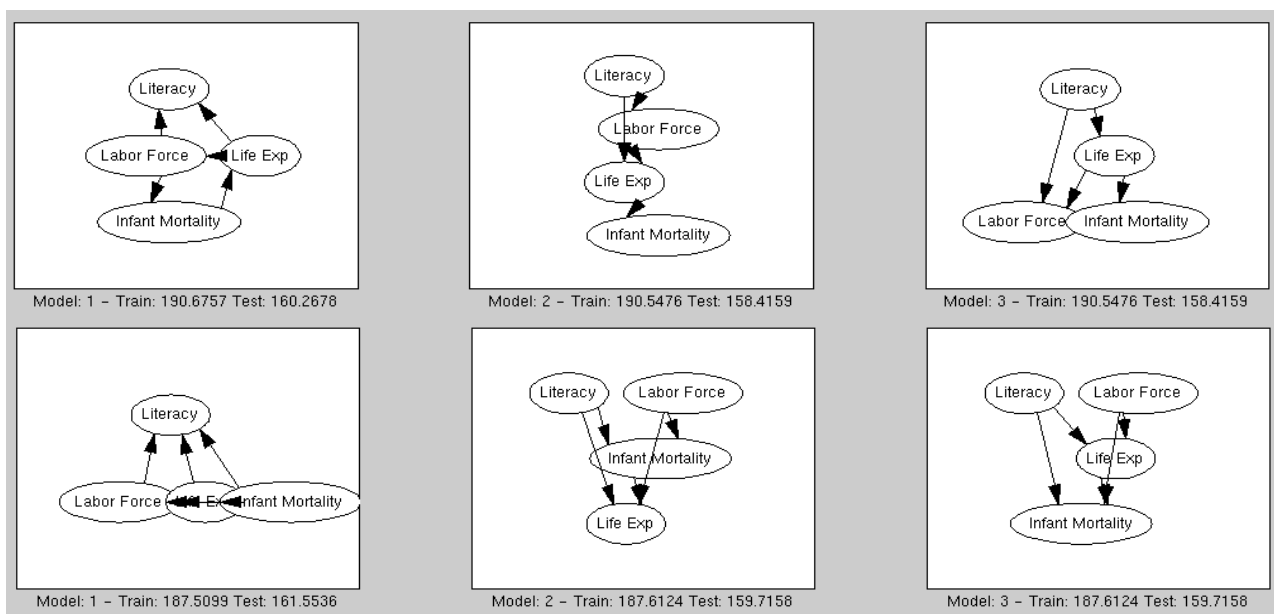 Literacy
Labor Force
Life Exp
Infant Mortality
Model: 1 – Train: 190.6757 Test: 160.2678
Literacy
Labor Force
Life Exp
Infant Mortality
Model: 2 – Train: 190.5476 Test: 158.4159
Literacy
Life Exp
Labor Force
Infant Mortality
Model: 3 – Train: 190.5476 Test: 158.4159
Literacy
Labor Force
Infant Mortality
Model: 1 – Train: 187.5099 Test: 161.5536
Literacy
Labor Force
Infant Mortality
Life Exp
Model: 2 – Train: 187.6124 Test: 159.7158
Literacy
Labor Force
Life Exp
Infant Mortality
Model: 3 – Train: 187.6124 Test: 159.7158